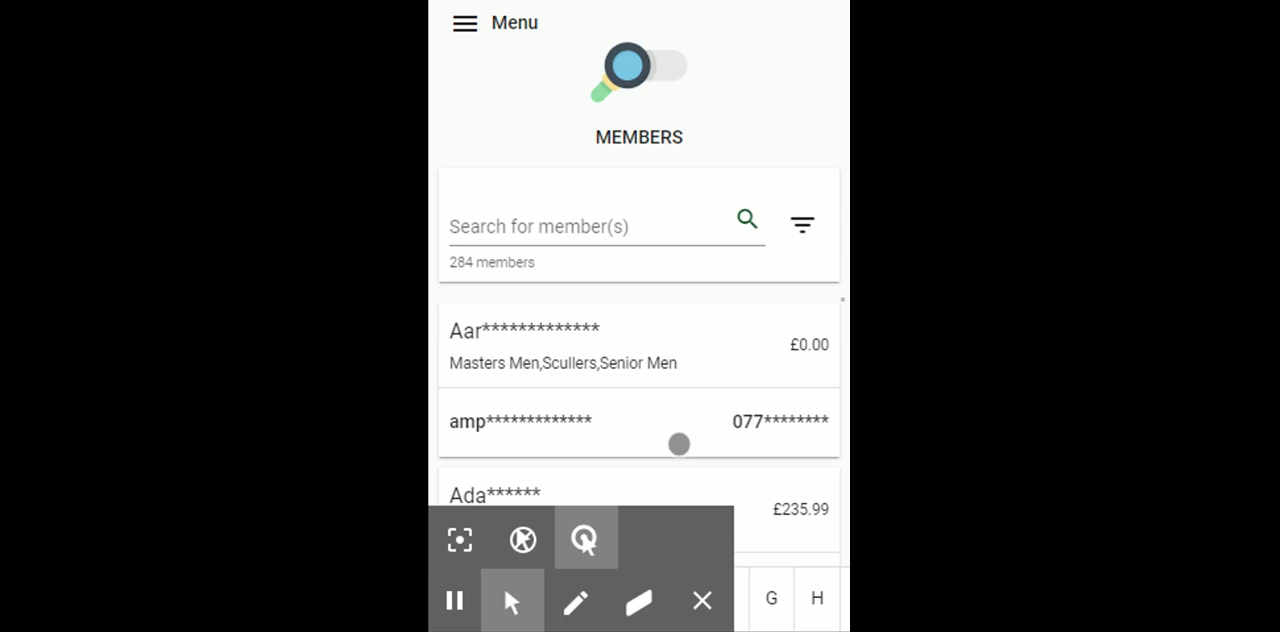 Menu
MEMBERS
Search for member(s)
284 members
Aar*************
£0.00
Masters Men,Scullers,Senior Men
amp*************
077********
Ada******
£235.99
G H